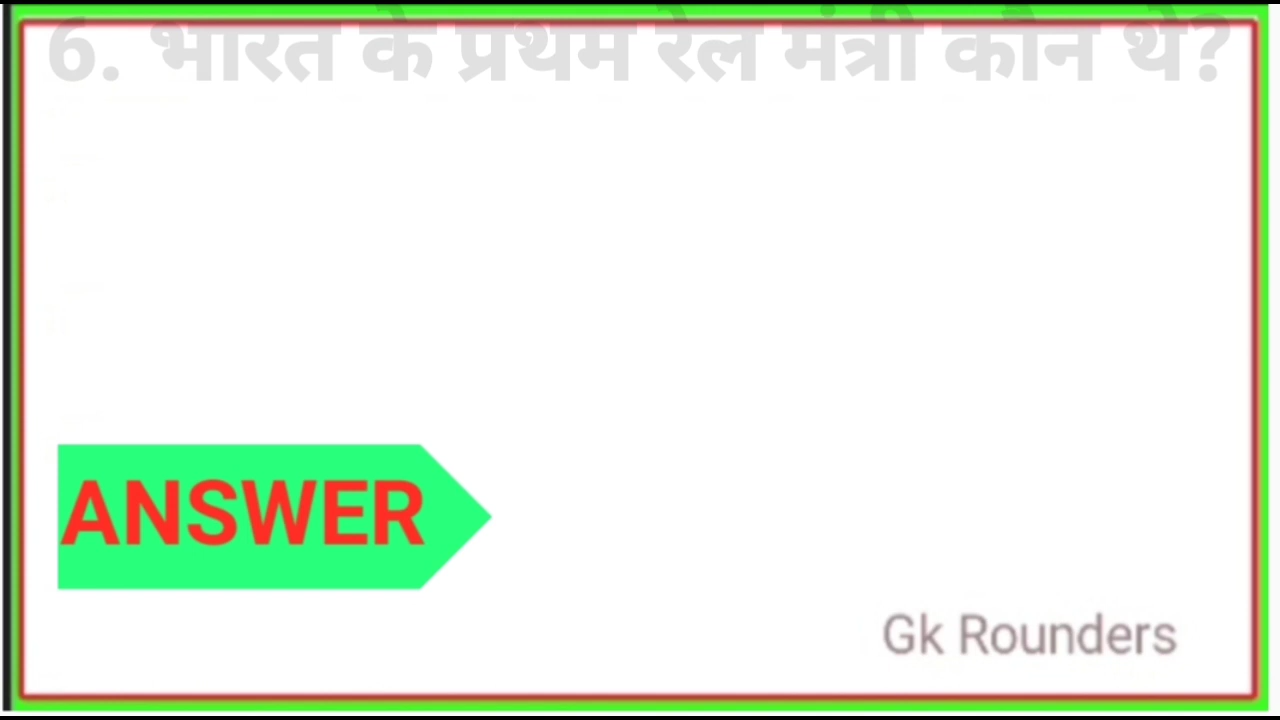 6. भारत के प्रथम रेल मंत्री कौन थे?
ANSWER
Gk Rounders